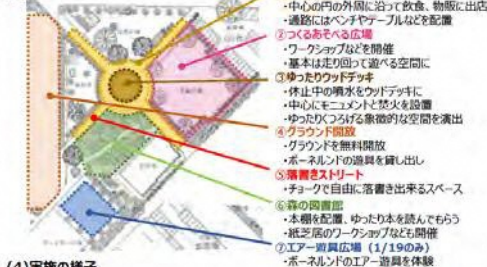 ・中心の円の外周に沿って飲食、物販に出店
・通路にはベンチやテーブルなどを配置
②つくるあそべる広場
・ワークショップなどを開催
・基本は走り回って遊べる空間に
③ゆったりウッドデッキ
・休止中の噴水をウッドデッキに
・中心にモニュメントと焚火を設置
・ゆったりくつろげる象徴的な空間を演出
④グラウンド開放
・グラウンドを無料開放
・ボーネルンドの遊具を貸し出し
⑤落書きストリート
・チョークで自由に落書き出来るスペース
⑥森の図書館
・本棚を配置、ゆったり本を読んでもらう
・紙芝居のワークショップなども開催
⑦エアー遊具広場（1/19のみ）
・ボーネルンドのエアー遊具を体験
(4)実施の様子